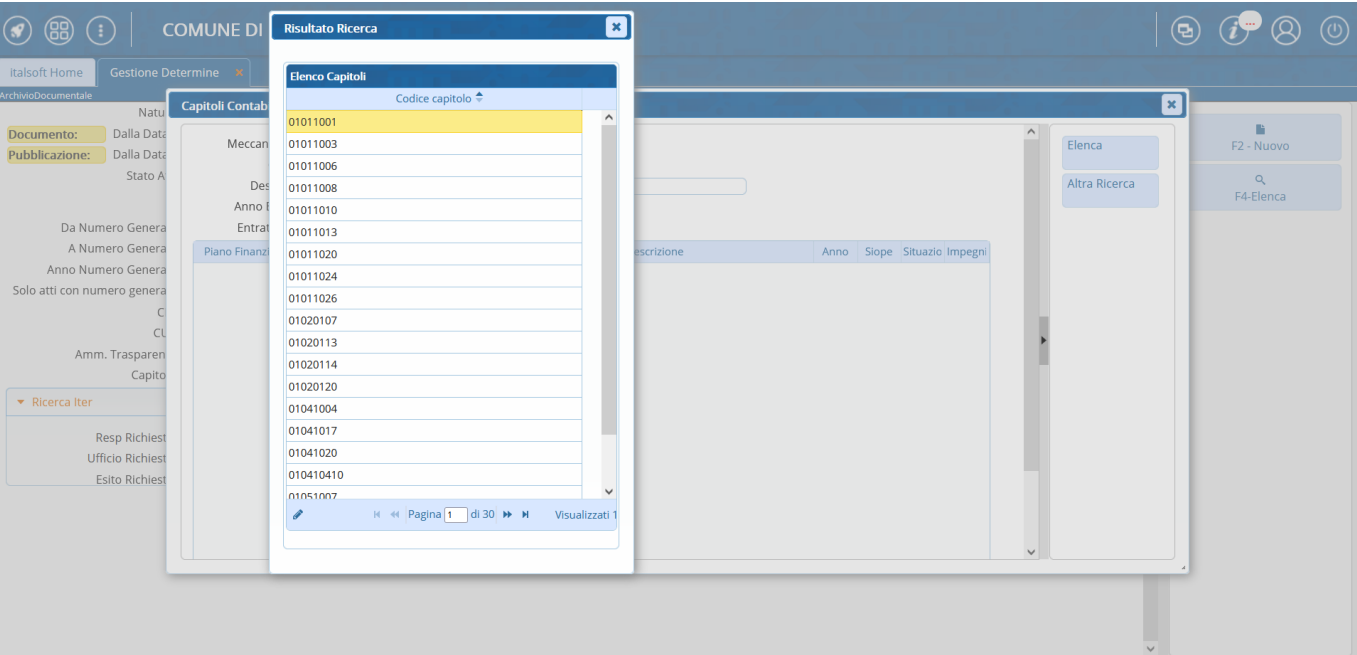 COMUNE DI
italsoft Home
Gestione Determine ×
ArchivioDocumentale
Natu
Documento: Dalla Data
Pubblicazione: Dalla Data
Stato A
Da Numero Genera
A Numero Genera
Anno Numero Genera
Solo atti con numero genera
C
CU
Amm. Trasparen
Capito
Ricerca Iter
Resp Richiest
Ufficio Richiest
Esito Richiest
Capitoli Contab
Meccan
Des
Anno E
Entrat
Piano Finanzi
escrizione Anno Siope Situazio Impegni
Risultato Ricerca
Elenco Capitoli
Codice capitolo
01011001
01011003
01011006
01011008
01011010
01011013
01011020
01011024
01011026
01020107
01020113
01020114
01020120
01041004
01041017
01041020
010410410
01051007
Pagina 1 di 30 Visualizzati 1
Elenca
Altra Ricerca
F2 - Nuovo
F4-Elenca